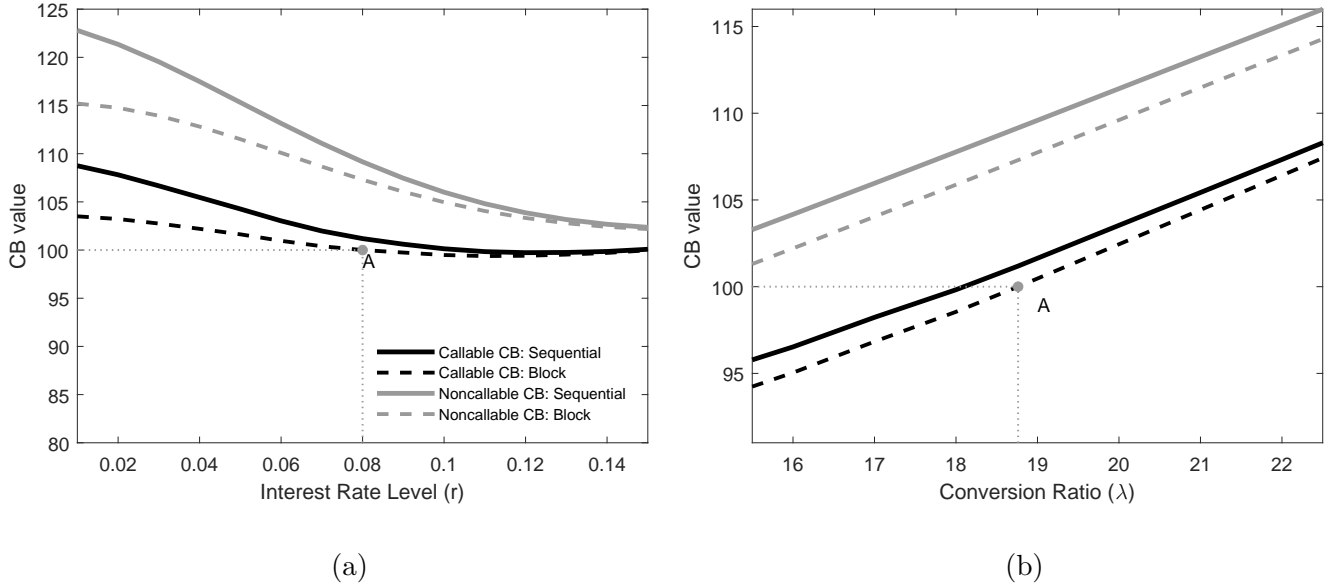 125
120
115
110
105
100
95
90
85
80
CB value
A
Callable CB: Sequential
Callable CB: Block
Noncallable CB: Sequential
Noncallable CB: Block
0.02 0.04 0.06 0.08 0.1 0.12 0.14
Interest Rate Level (r)
(a)
115
110
105
100
95
CB value
A
16 17 18 19 20 21 22
Conversion Ratio (λ)
(b)